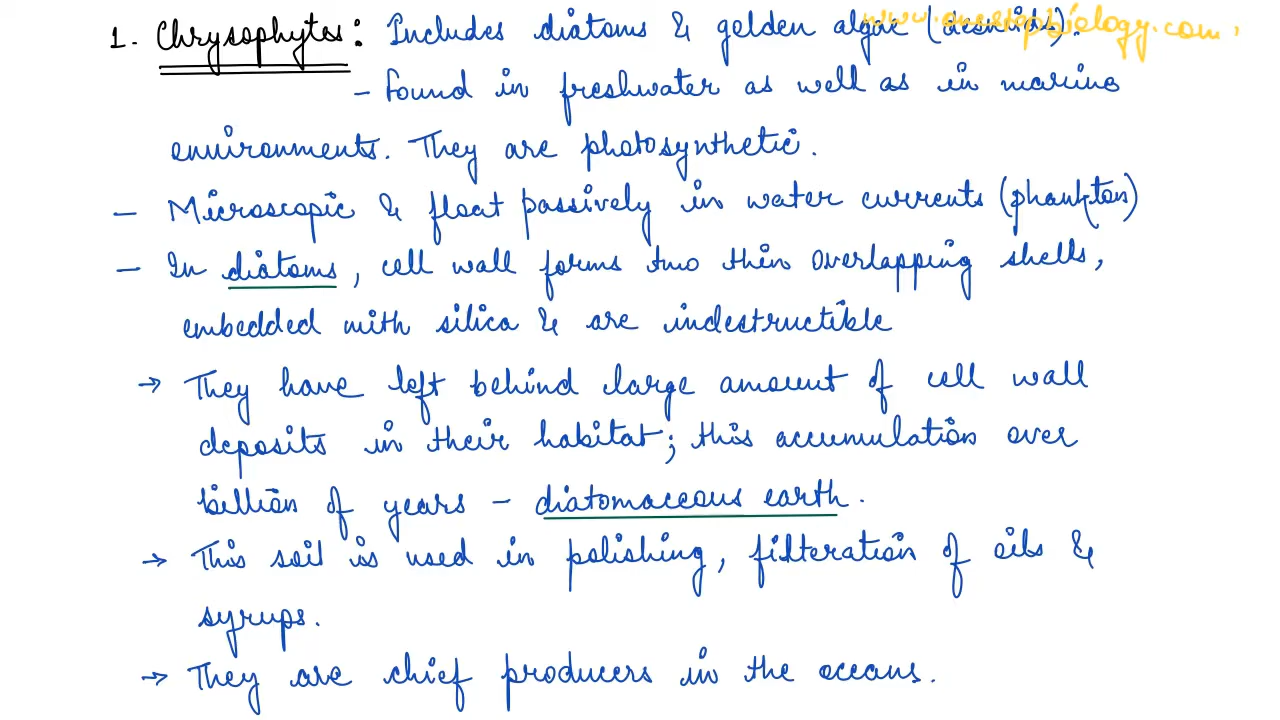 1. Chrysophytes: Includes diatoms & golden algae (desmids).
www.onestopbiology.com
- Found in freshwater as well as in marine
environments. They are photosynthetic.
- Microscopic & float passively in water currents (plankton)
- In diatoms, cell wall forms two thin overlapping shells,
embedded with silica & are indestructible
→ They have left behind large amount of cell wall
deposits in their habitat; this accumulation over
billion of years - diatomaceous earth.
→ This soil is used in polishing, filteration of oils &
syrups.
→ They are chief producers in the oceans.